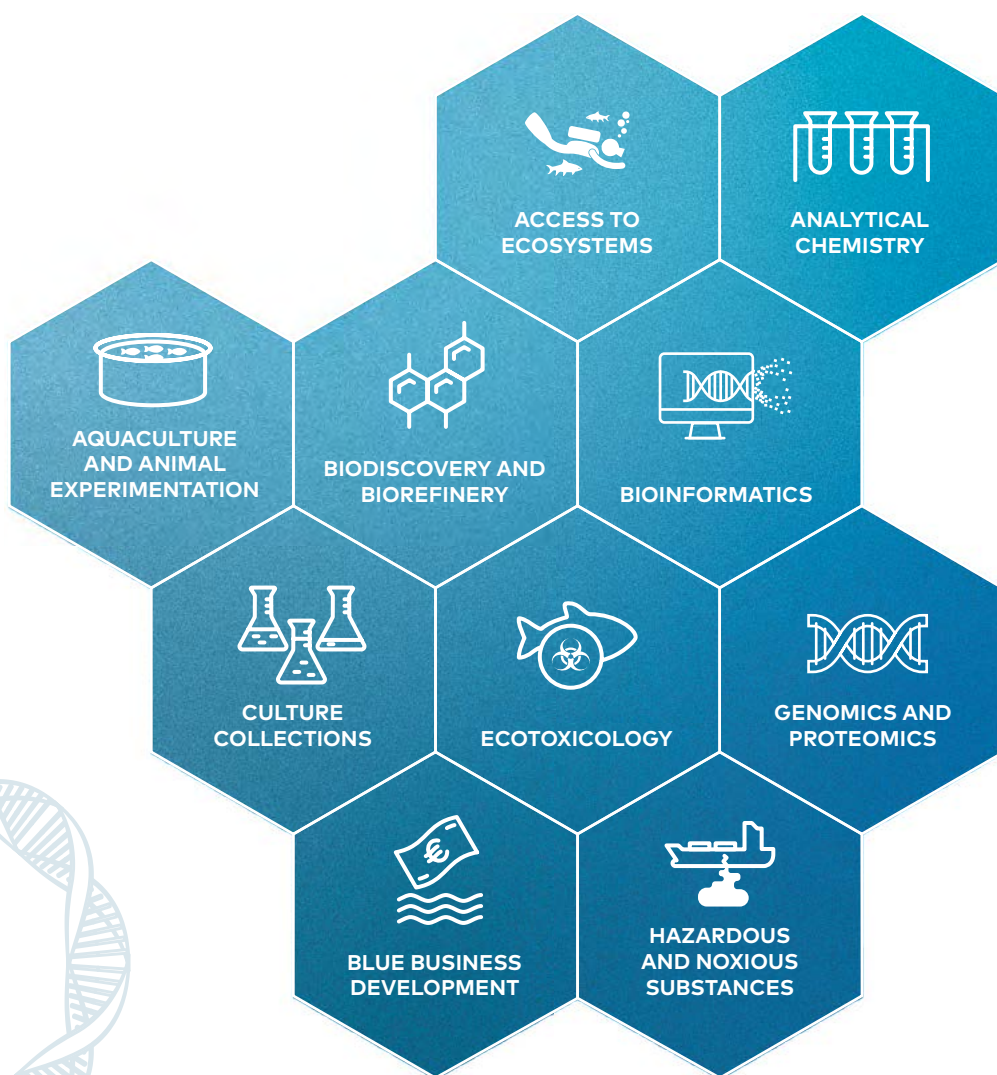 ACCESS TO
ECOSYSTEMS
ANALYTICAL
CHEMISTRY
AQUACULTURE
AND ANIMAL
EXPERIMENTATION
BIODISCOVERY AND
BIOREFINERY
BIOINFORMATICS
CULTURE
COLLECTIONS
ECOTOXICOLOGY
GENOMICS AND
PROTEOMICS
€
BLUE BUSINESS
DEVELOPMENT
HAZARDOUS
AND NOXIOUS
SUBSTANCES